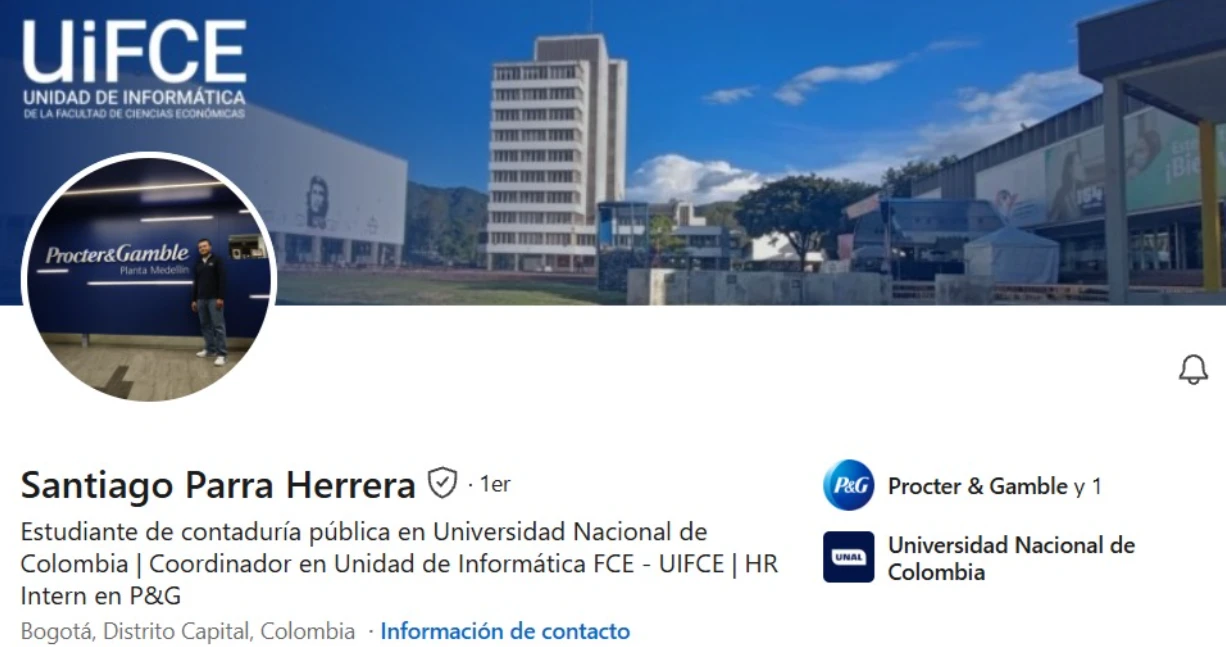 UiFCE
UNIDAD DE INFORMÁTICA
DE LA FACULTAD DE CIENCIAS ECONÓMICAS
Procter&Gamble
Planta Medellín
Santiago Parra Herrera · 1er
Estudiante de contaduría pública en Universidad Nacional de
Colombia | Coordinador en Unidad de Informática FCE - UIFCE | HR
Intern en P&G
Bogotá, Distrito Capital, Colombia · Información de contacto
P&G
Procter & Gamble y 1
UNAL
Universidad Nacional de
Colombia